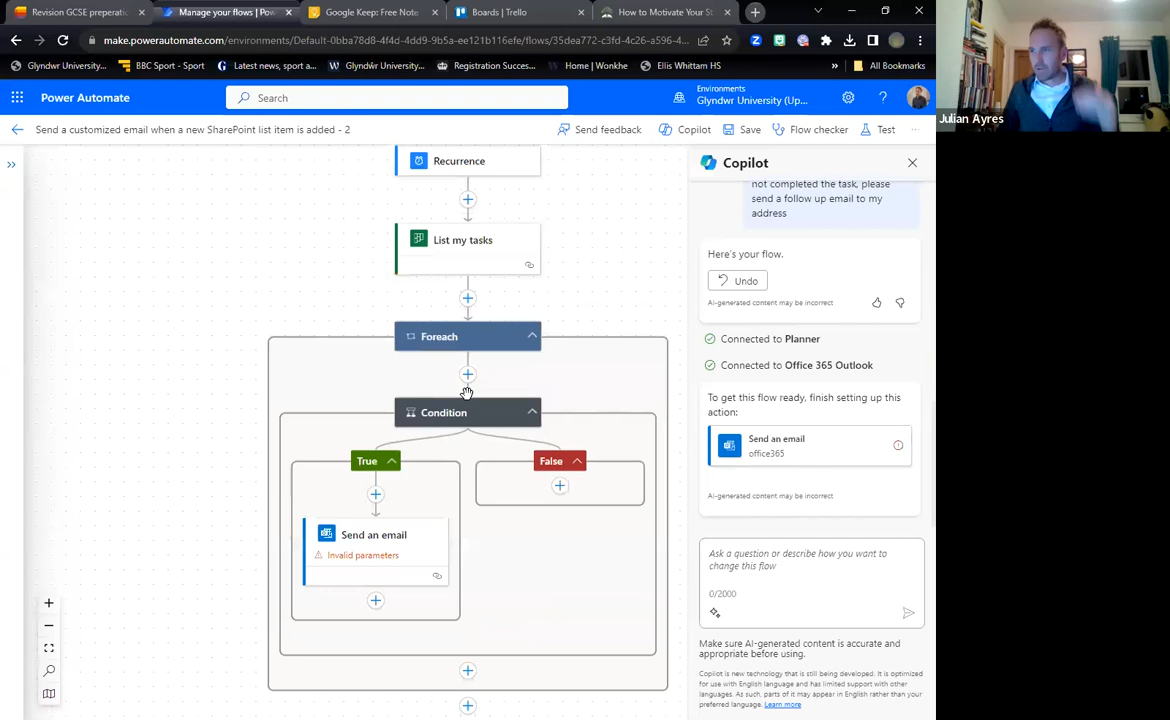 Revision GCSE preperatio
Manage your flows | Pow
Google Keep: Free Note
Boards | Trello
How to Motivate Your St
make.powerautomate.com/environments/Default-0bba78d8-4f4d-4dd9-9b5a-ee121b116efe/flows/35dea772-c3fd-4c26-a596-4...
Glyndwr University...
BBC Sport - Sport
Latest news, sport a...
Glyndŵr University...
Registration Succes...
Home | Wonkhe
Ellis Whittam HS
»
All Bookmarks
Power Automate
Search
Environments
Glyndwr University (Up...
Julian Ayres
Send a customized email when a new SharePoint list item is added - 2
Send feedback
Copilot
Save
Flow checker
Test
Recurrence
List my tasks
Foreach
Condition
True
False
Send an email
Invalid parameters
Copilot
not completed the task, please
send a follow up email to my
address
Here's your flow.
Undo
AI-generated content may be incorrect
Connected to Planner
Connected to Office 365 Outlook
To get this flow ready, finish setting up this
action:
Send an email
office365
AI-generated content may be incorrect
Ask a question or describe how you want to
change this flow
0/2000
Make sure AI-generated content is accurate and
appropriate before using.
Copilot is new technology that is still being developed. It is optimized
for use with English language and has limited support with other
languages. As such, parts of it may appear in English rather than your
preferred language. Learn more